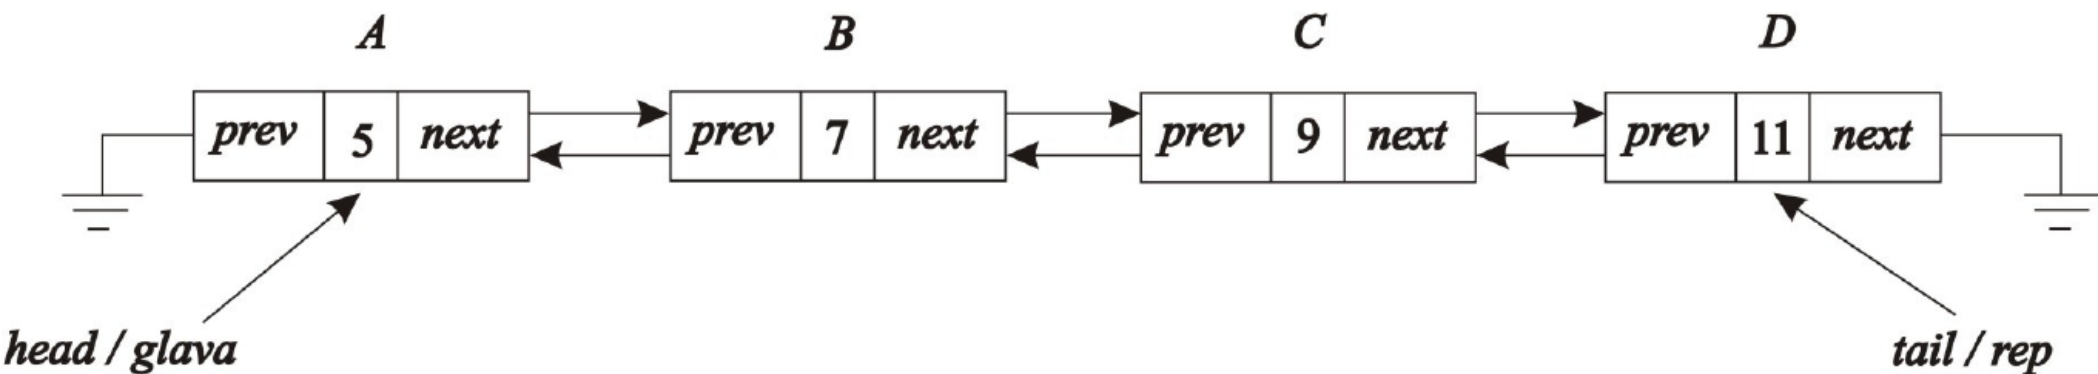 A B C D
prev 5 next prev 7 next prev 9 next prev 11 next
head / glava tail / rep